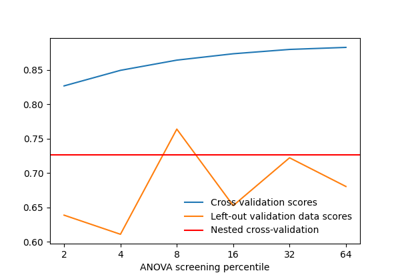 0.85
0.80
0.75
0.70
0.65
0.60
Cross validation scores
Left-out validation data scores
Nested cross-validation
2 4 8 16 32 64
ANOVA screening percentile